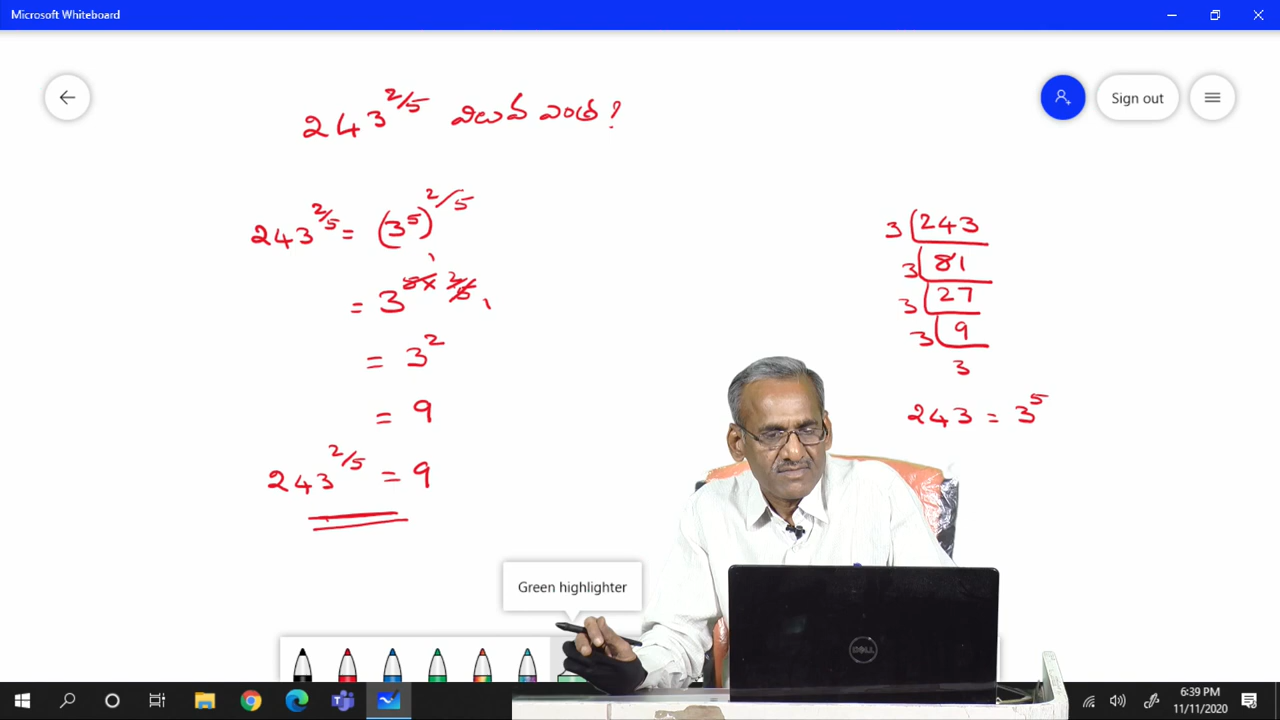 Microsoft Whiteboard
Sign out
243^{2/5} విలువ ఎంత?
243^{2/5} = (3^5)^{2/5}
= 3^{5×2/5}
= 3^2
= 9
243^{2/5} = 9
3 243
3 81
3 27
3 9
3
243 = 3^5
Green highlighter
DELL
6:39 PM
11/11/2020